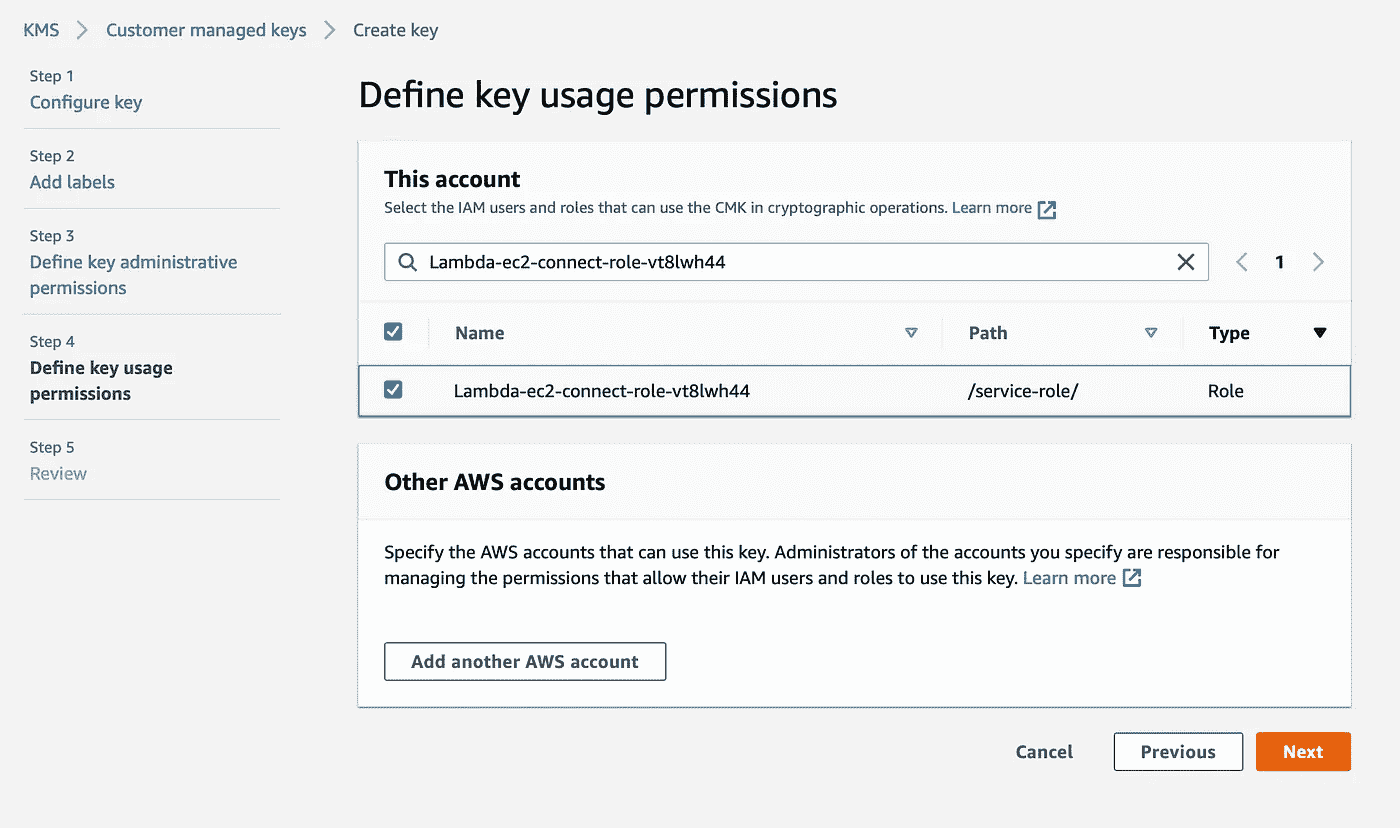 KMS Customer managed keys Create key
Step 1
Configure key
Step 2
Add labels
Step 3
Define key administrative
permissions
Step 4
Define key usage
permissions
Step 5
Review
Define key usage permissions
This account
Select the IAM users and roles that can use the CMK in cryptographic operations. Learn more
Lambda-ec2-connect-role-vt8lwh44
1
Name Path Type
Lambda-ec2-connect-role-vt8lwh44 /service-role/ Role
Other AWS accounts
Specify the AWS accounts that can use this key. Administrators of the accounts you specify are responsible for
managing the permissions that allow their IAM users and roles to use this key. Learn more
Add another AWS account
Cancel Previous Next